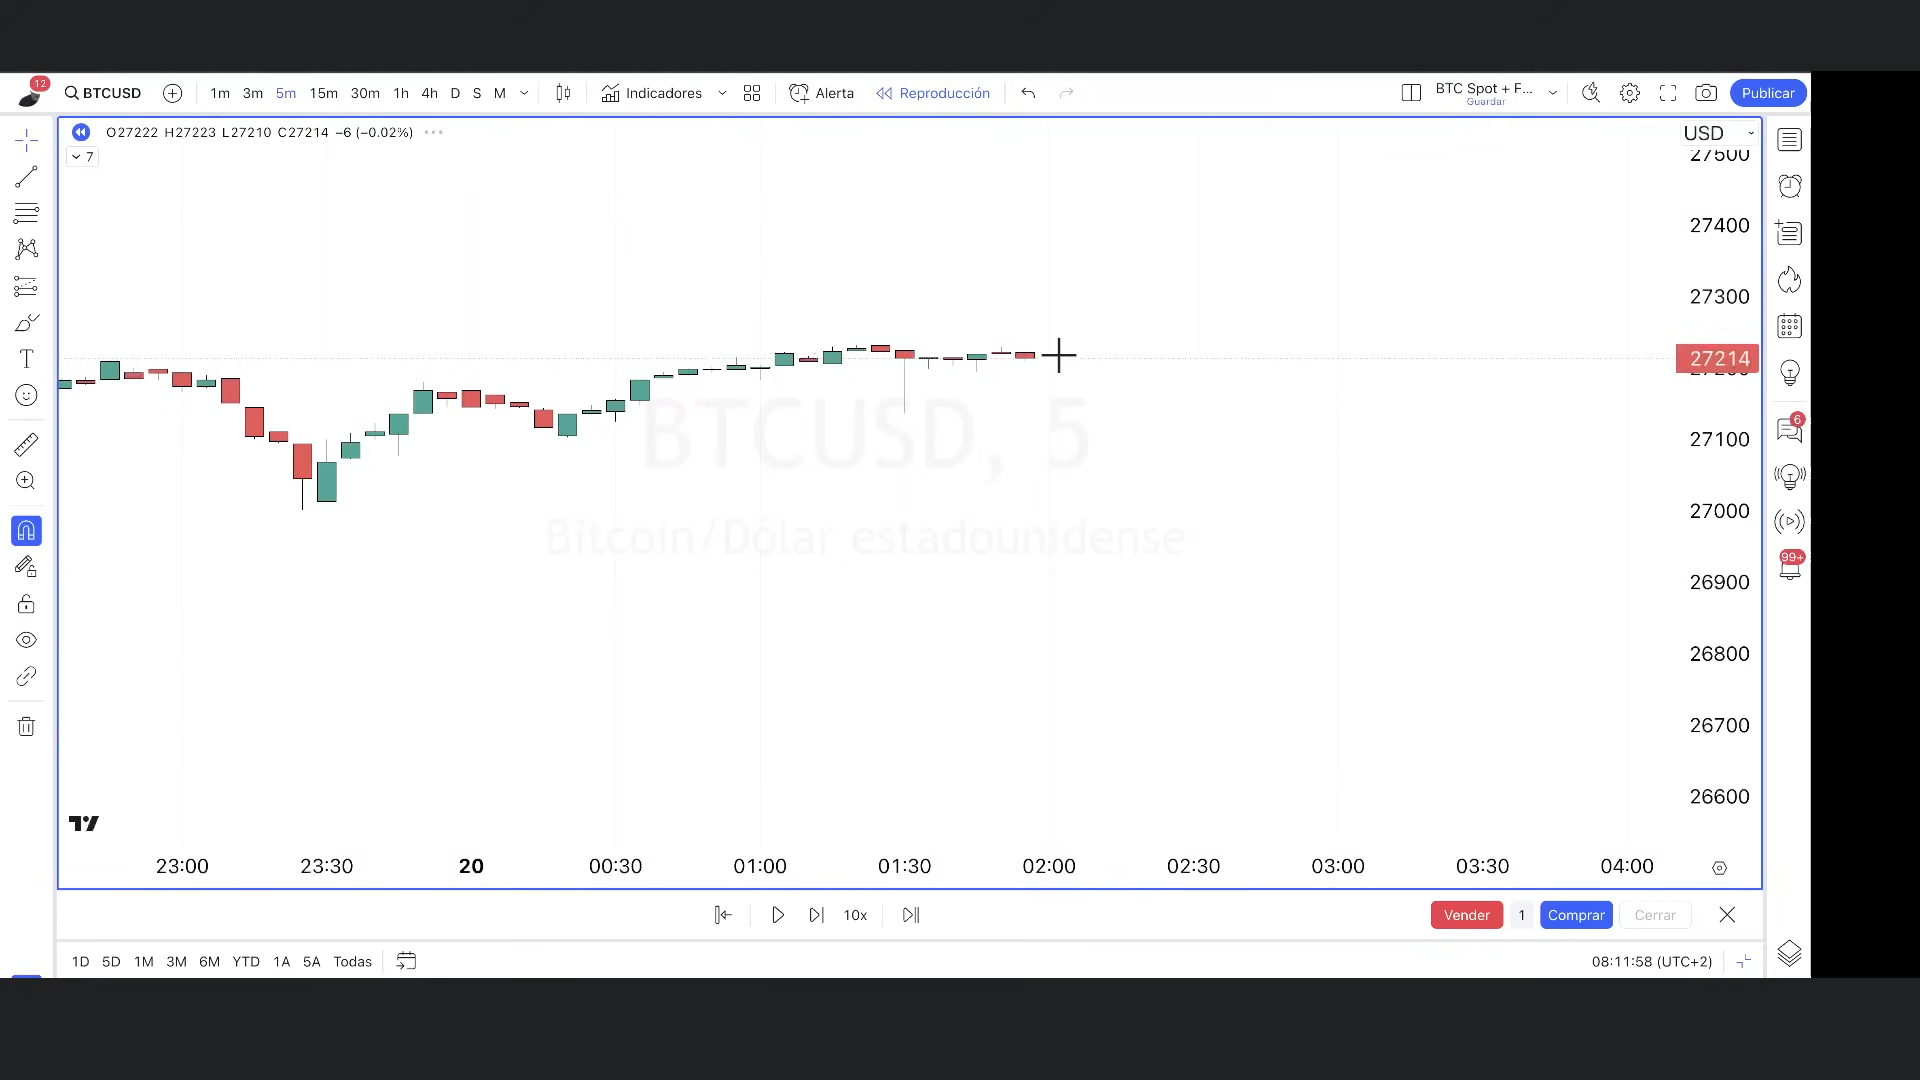 12
BTCUSD 1m 3m 5m 15m 30m 1h 4h D S M Indicadores Alerta Reproducción BTC Spot + F... Guardar Publicar
O27222 H27223 L27210 C27214 −6 (−0.02%)
7
USD
27500
27400
27300
27214
27200
27100
27000
26900
26800
26700
26600
BTCUSD, 5
Bitcoin/Dólar estadounidense
6
99+
T
23:00 23:30 20 00:30 01:00 01:30 02:00 02:30 03:00 03:30 04:00
10x Vender 1 Comprar Cerrar
1D 5D 1M 3M 6M YTD 1A 5A Todas 08:11:58 (UTC+2)